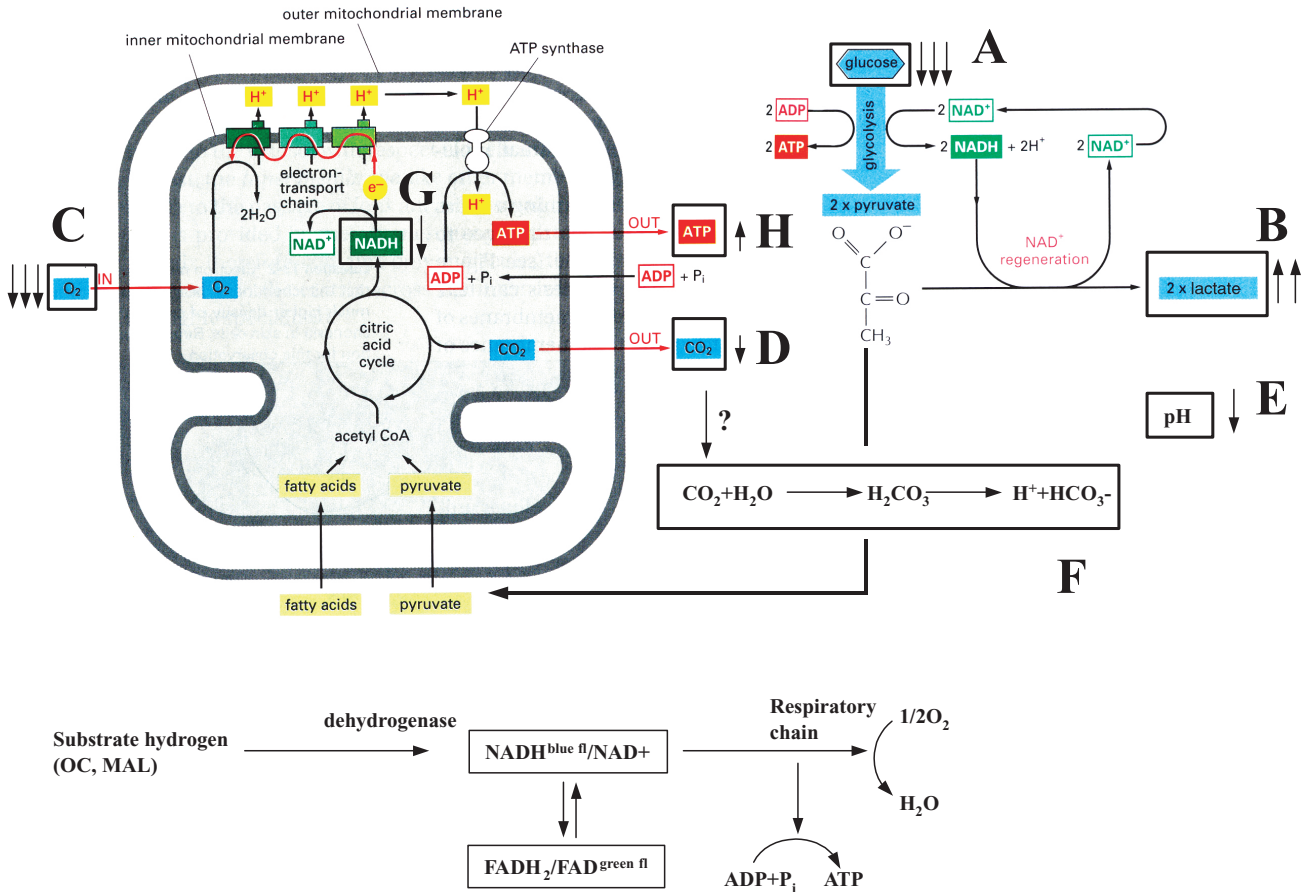 outer mitochondrial membrane
inner mitochondrial membrane
ATP synthase
H+ H+ H+ H+
electron-
transport
chain
e−
2H₂O
NAD+
NADH
G
H+
ATP
OUT
ATP
H
C
O₂
IN
O₂
ADP + Pᵢ
ADP + Pᵢ
citric
acid
cycle
CO₂
OUT
CO₂
D
acetyl CoA
fatty acids
pyruvate
fatty acids
pyruvate
A
glucose
glycolysis
2 ADP
2 ATP
2 NAD+
2 NADH + 2H+
2 NAD+
2 x pyruvate
O O−
C
C=O
CH₃
NAD+
regeneration
B
2 x lactate
pH
E
?
CO₂+H₂O
H₂CO₃
H⁺+HCO₃-
F
Substrate hydrogen
(OC, MAL)
dehydrogenase
NADH^blue fl/NAD+
FADH₂/FAD^green fl
Respiratory
chain
1/2O₂
H₂O
ADP+Pᵢ
ATP